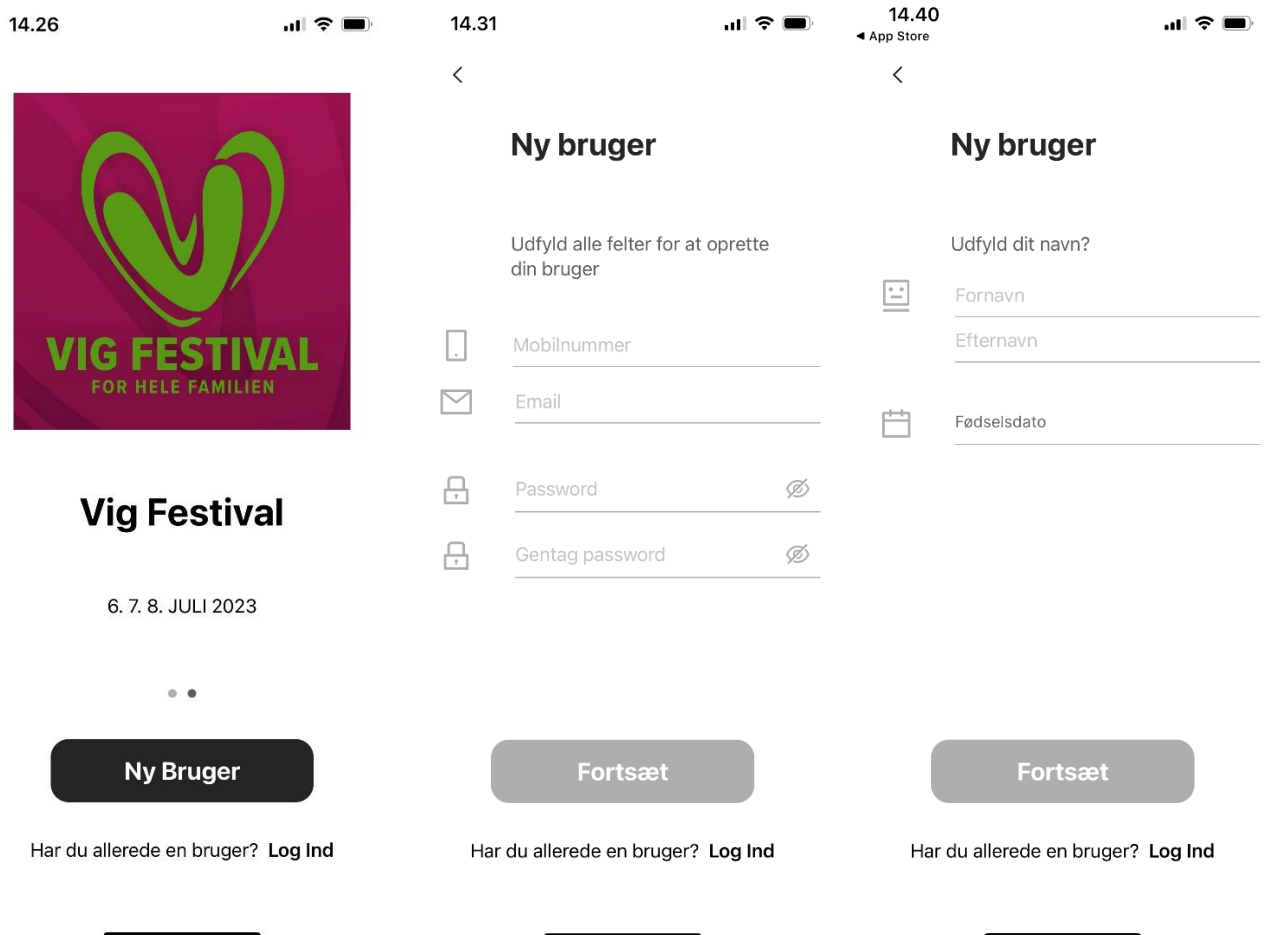 14.26
VIG FESTIVAL
FOR HELE FAMILIEN
Vig Festival
6. 7. 8. JULI 2023
Ny Bruger
Har du allerede en bruger? Log Ind
14.31
Ny bruger
Udfyld alle felter for at oprette
din bruger
Mobilnummer
Email
Password
Gentag password
Fortsæt
Har du allerede en bruger? Log Ind
14.40
◀ App Store
Ny bruger
Udfyld dit navn?
Fornavn
Efternavn
Fødselsdato
Fortsæt
Har du allerede en bruger? Log Ind